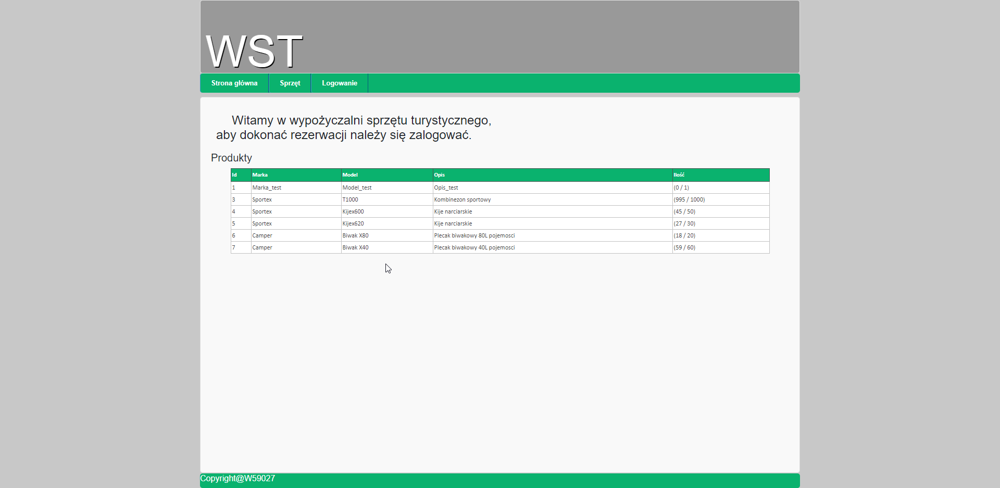 WST
Strona główna Sprzęt Logowanie
Witamy w wypożyczalni sprzętu turystycznego,
aby dokonać rezerwacji należy się zalogować.
Produkty
Id Marka Model Opis Ilość
1 Marka_test Model_test Opis_test (0 / 1)
3 Sportex T1000 Kombinezon sportowy (995 / 1000)
4 Sportex Kijex600 Kije narciarskie (45 / 50)
5 Sportex Kijex620 Kije narciarskie (27 / 30)
6 Camper Biwak X80 Plecak biwakowy 80L pojemosci (18 / 20)
7 Camper Biwak X40 Plecak biwakowy 40L pojemosci (59 / 60)
Copyright@W59027